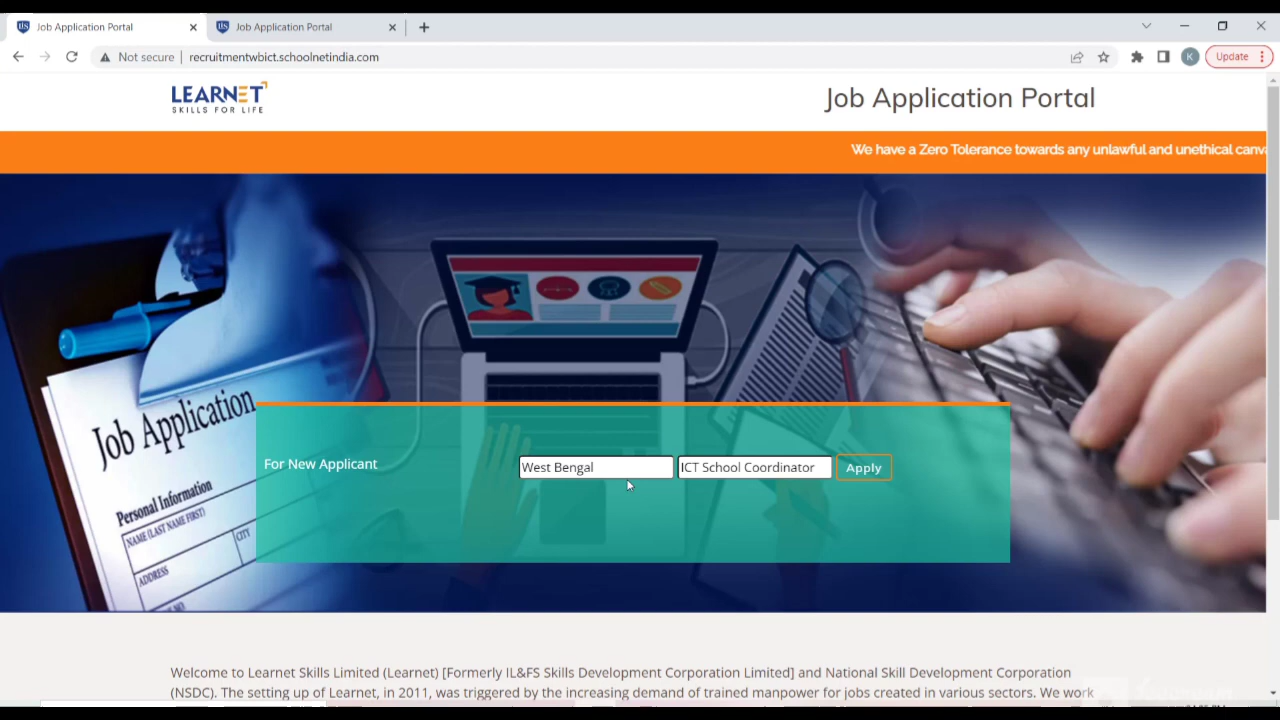 Job Application Portal
Job Application Portal
Not secure
recruitmentwbict.schoolnetindia.com
K
Update
LEARNET
SKILLS FOR LIFE
Job Application Portal
We have a Zero Tolerance towards any unlawful and unethical canva
Job Application
Personal Information
NAME (LAST NAME FIRST)
CITY
ADDRESS
For New Applicant
West Bengal
ICT School Coordinator
Apply
Welcome to Learnet Skills Limited (Learnet) [Formerly IL&FS Skills Development Corporation Limited] and National Skill Development Corporation
(NSDC). The setting up of Learnet, in 2011, was triggered by the increasing demand of trained manpower for jobs created in various sectors. We work